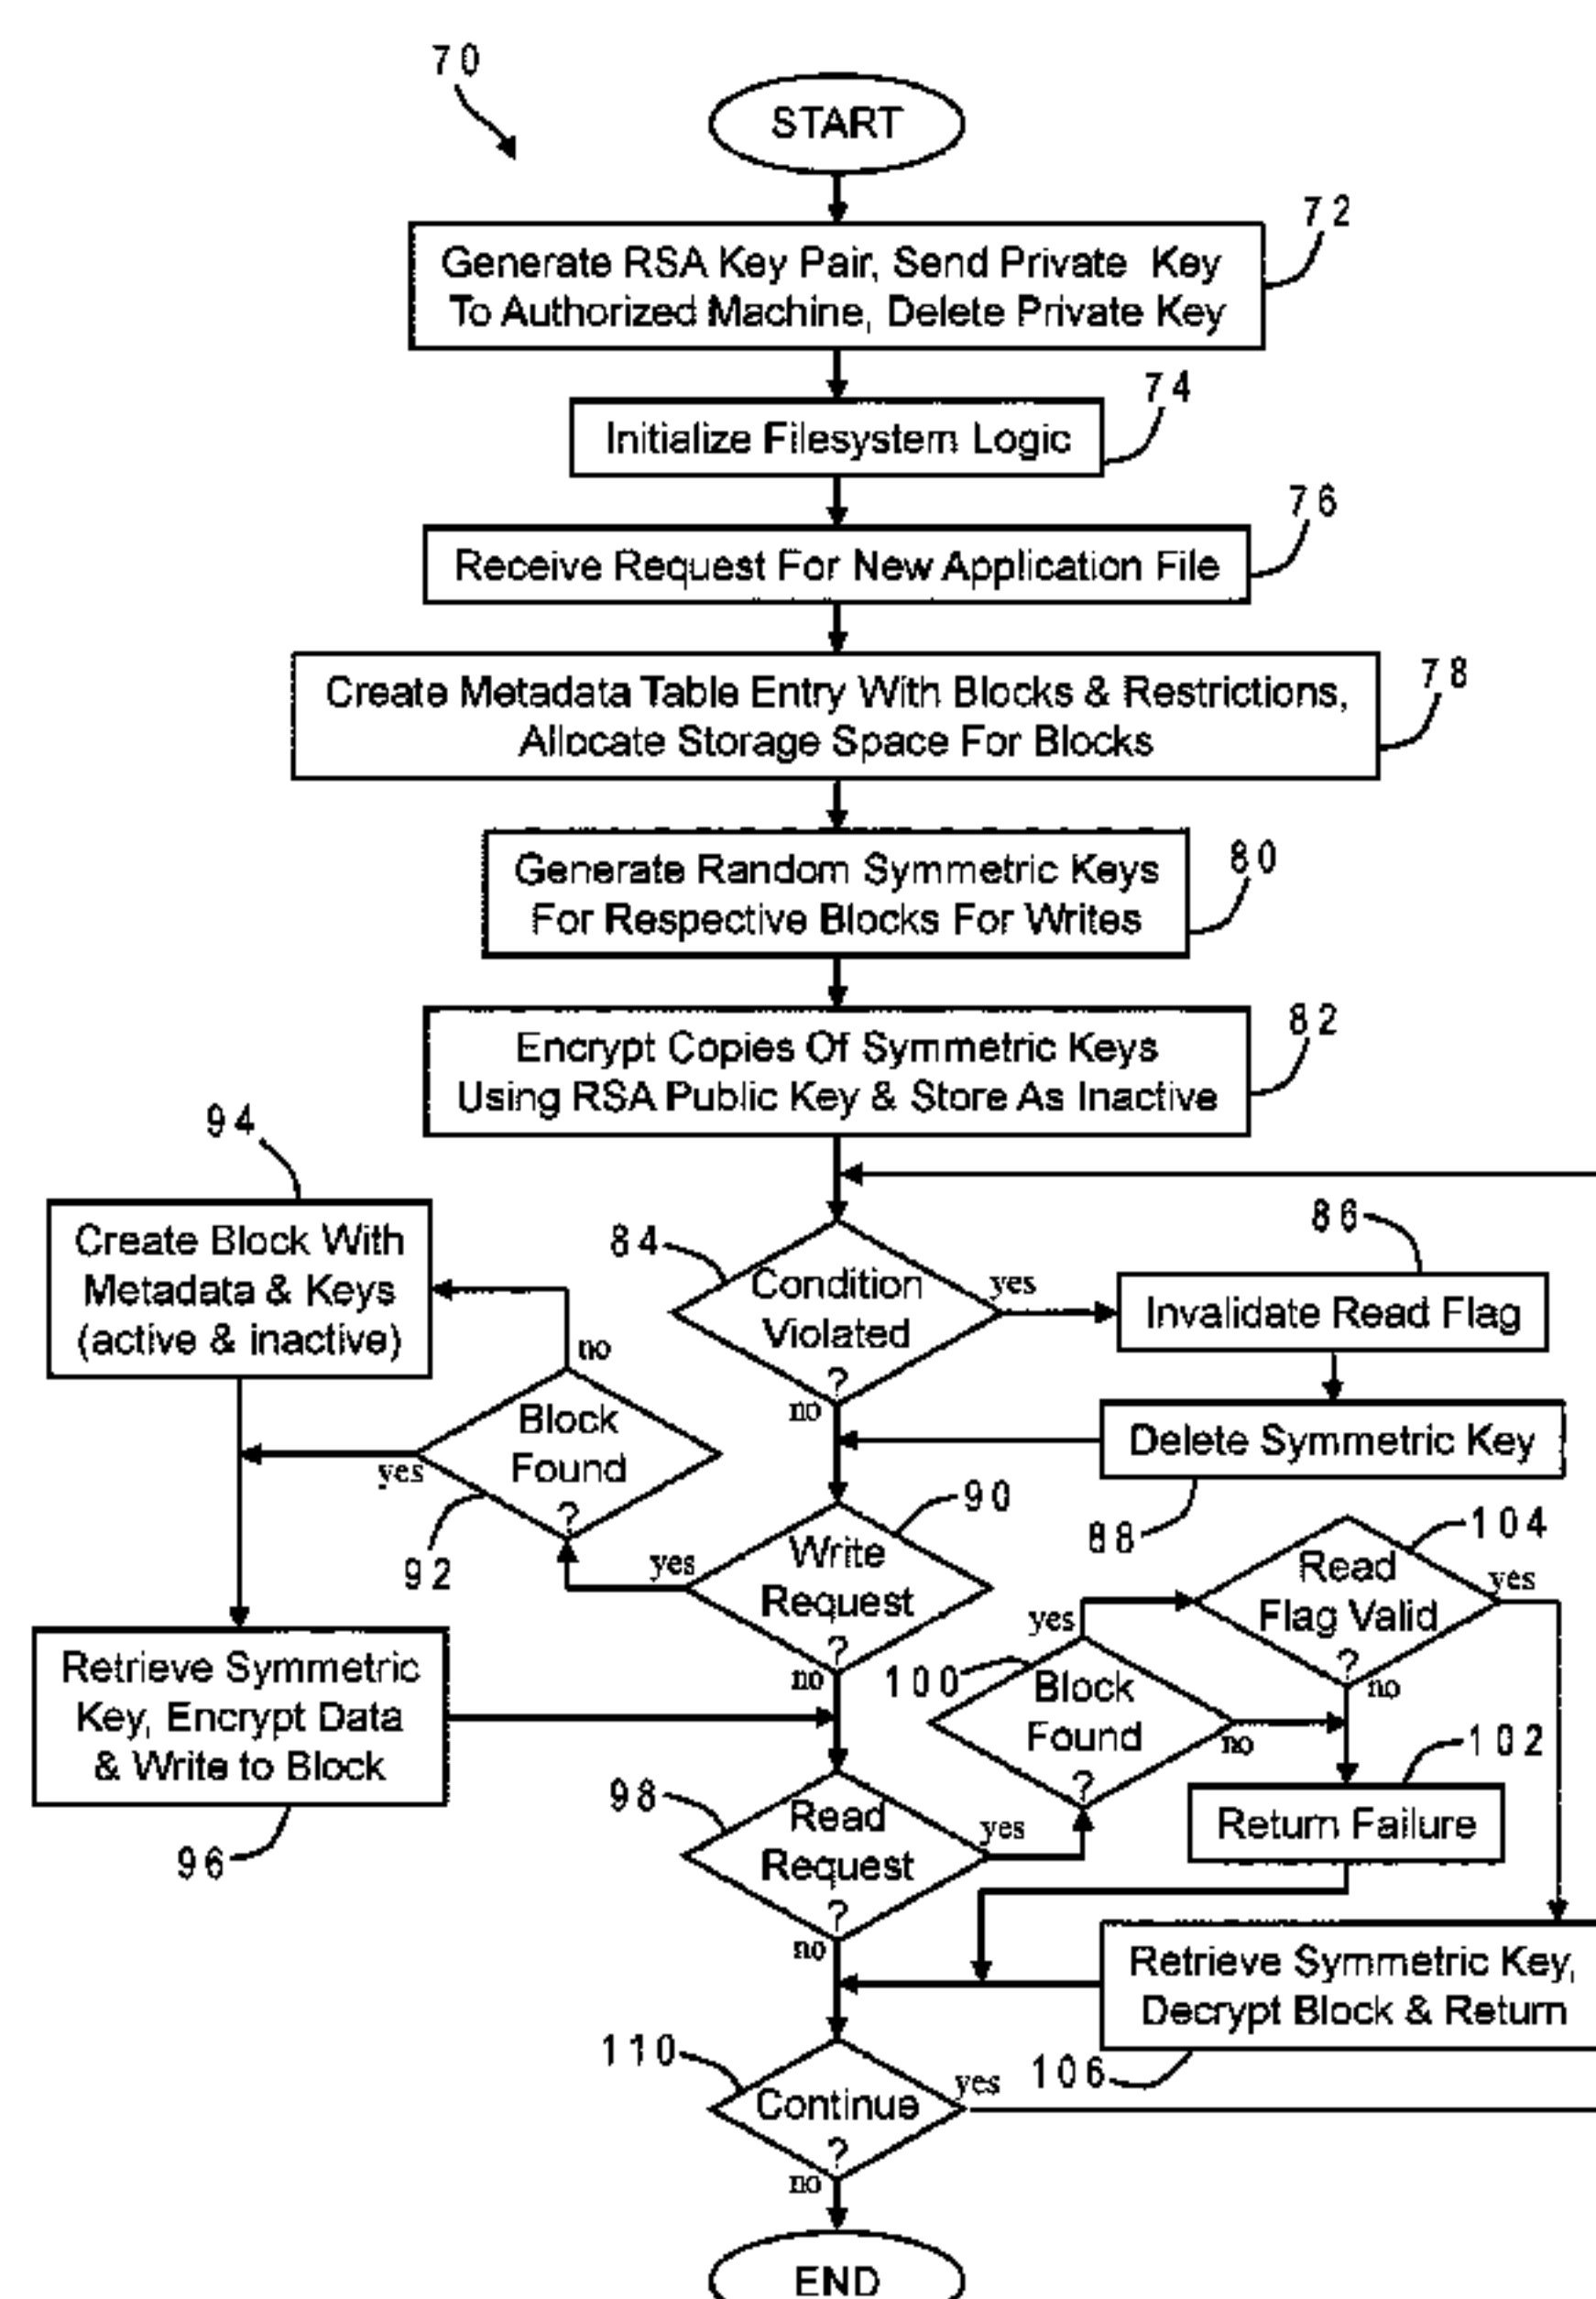 70
START
72
Generate RSA Key Pair, Send Private Key
To Authorized Machine, Delete Private Key
74
Initialize Filesystem Logic
76
Receive Request For New Application File
78
Create Metadata Table Entry With Blocks & Restrictions,
Allocate Storage Space For Blocks
80
Generate Random Symmetric Keys
For Respective Blocks For Writes
82
Encrypt Copies Of Symmetric Keys
Using RSA Public Key & Store As Inactive
94
Create Block With
Metadata & Keys
(active & inactive)
84
Condition
Violated
?
yes
no
86
Invalidate Read Flag
Delete Symmetric Key
88
no
Block
Found
?
yes
92
90
Write
Request
?
yes
no
104
Read
Flag Valid
?
yes
no
100
Block
Found
?
yes
no
102
Return Failure
Retrieve Symmetric
Key, Encrypt Data
& Write to Block
96
98
Read
Request
?
yes
no
Retrieve Symmetric Key,
Decrypt Block & Return
106
110
Continue
?
yes
no
END